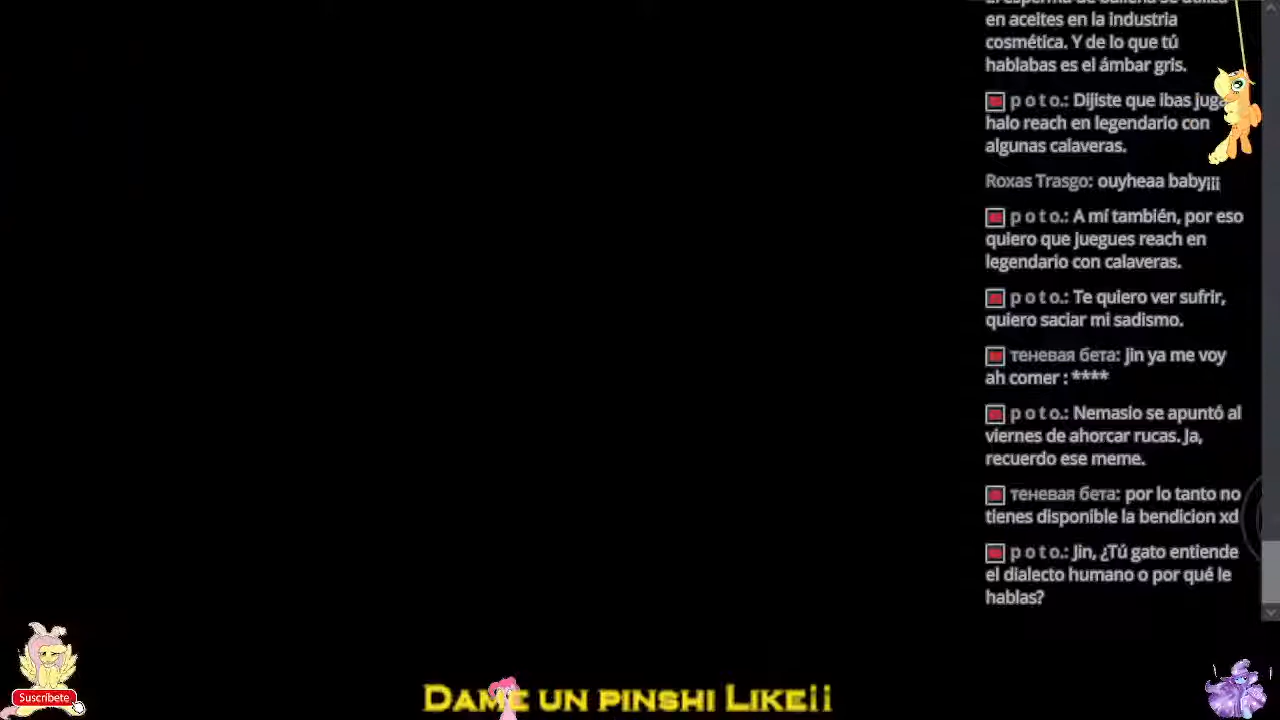 en aceites en la industria
cosmética. Y de lo que tú
hablabas es el ámbar gris.
p o t o.: Dijiste que ibas juga
halo reach en legendario con
algunas calaveras.
Roxas Trasgo: ouyheaa baby¡¡¡
p o t o.: A mí también, por eso
quiero que juegues reach en
legendario con calaveras.
p o t o.: Te quiero ver sufrir,
quiero saciar mi sadismo.
теневая бета: jin ya me voy
ah comer : ****
p o t o.: Nemasio se apuntó al
viernes de ahorcar rucas. Ja,
recuerdo ese meme.
теневая бета: por lo tanto no
tienes disponible la bendicion xd
p o t o.: Jin, ¿Tú gato entiende
el dialecto humano o por qué le
hablas?
Suscríbete
Dame un pinshi Like¡¡